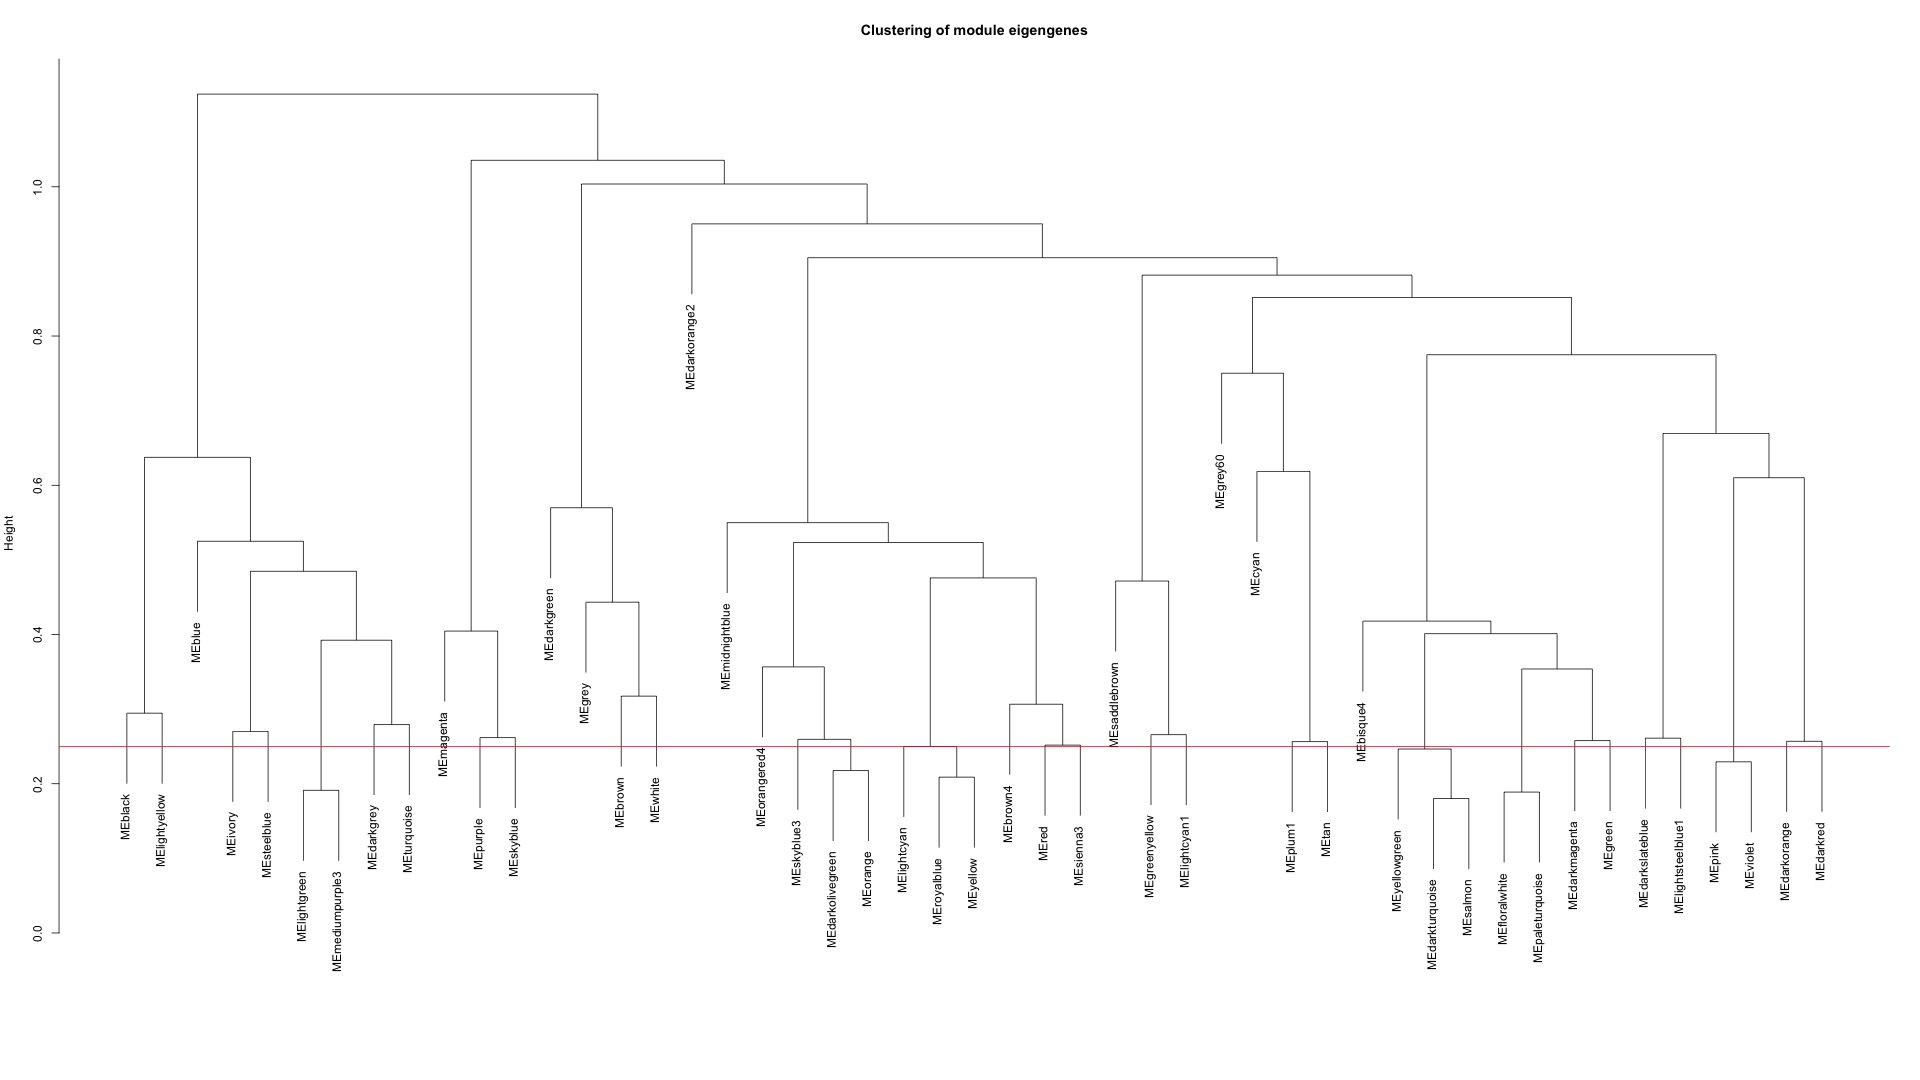 Clustering of module eigengenes
Height
1.0
0.8
0.6
0.4
0.2
0.0
MEblack
MElightyellow
MEblue
MEivory
MEsteelblue
MElightgreen
MEmediumpurple3
MEdarkgrey
MEturquoise
MEmagenta
MEpurple
MEskyblue
MEdarkgreen
MEgrey
MEbrown
MEwhite
MEdarkorange2
MEmidnightblue
MEorangered4
MEskyblue3
MEdarkolivegreen
MEorange
MElightcyan
MEroyalblue
MEyellow
MEbrown4
MEred
MEsienna3
MEsaddlebrown
MEgreenyellow
MElightcyan1
MEgrey60
MEcyan
MEplum1
MEtan
MEbisque4
MEyellowgreen
MEdarkturquoise
MEsalmon
MEfloralwhite
MEpaleturquoise
MEdarkmagenta
MEgreen
MEdarkslateblue
MElightsteelblue1
MEpink
MEviolet
MEdarkorange
MEdarkred